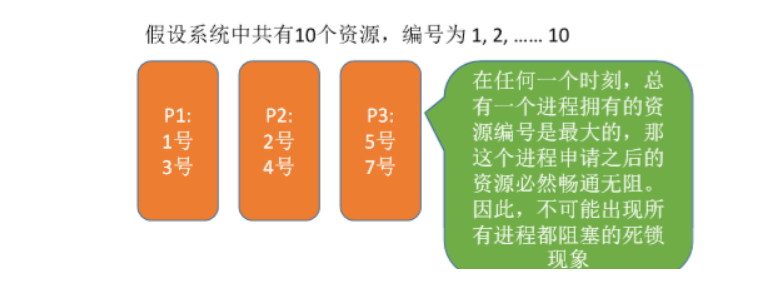 假设系统中共有10个资源，编号为 1, 2, …… 10
P1:
1号
3号
P2:
2号
4号
P3:
5号
7号
在任何一个时刻，总
有一个进程拥有的资
源编号是最大的，那
这个进程申请之后的
资源必然畅通无阻。
因此，不可能出现所
有进程都阻塞的死锁
现象